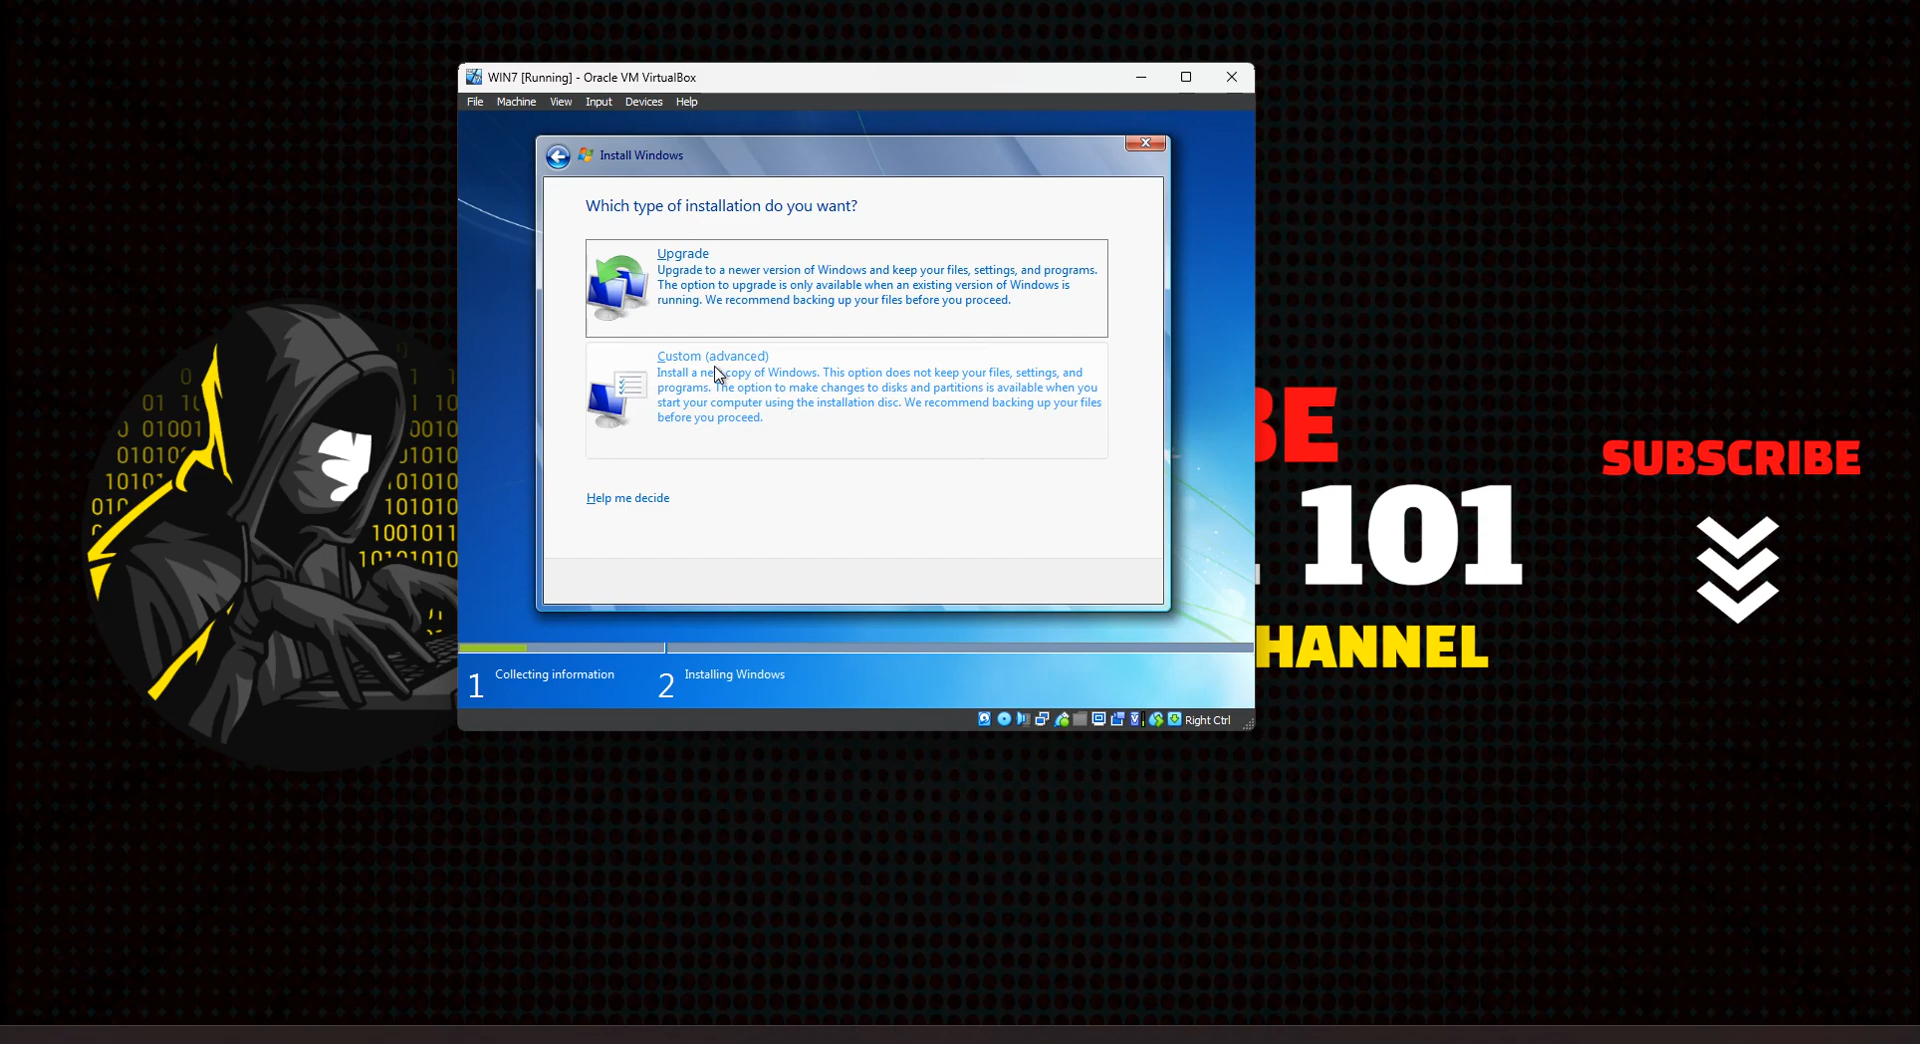 WIN7 [Running] - Oracle VM VirtualBox
File Machine View Input Devices Help
Install Windows
Which type of installation do you want?
Upgrade
Upgrade to a newer version of Windows and keep your files, settings, and programs.
The option to upgrade is only available when an existing version of Windows is
running. We recommend backing up your files before you proceed.
Custom (advanced)
Install a new copy of Windows. This option does not keep your files, settings, and
programs. The option to make changes to disks and partitions is available when you
start your computer using the installation disc. We recommend backing up your files
before you proceed.
Help me decide
1 Collecting information
2 Installing Windows
Right Ctrl
BE
101
HANNEL
SUBSCRIBE